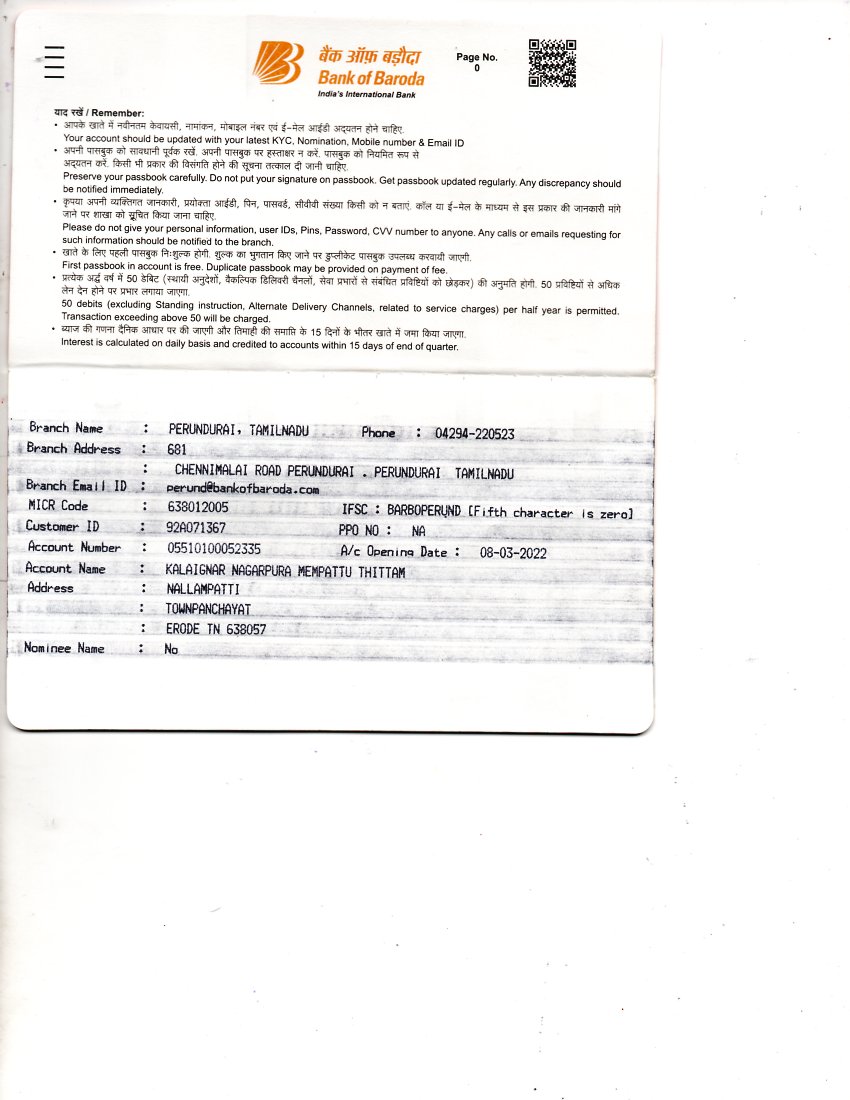 बैंक ऑफ़ बड़ौदा
Bank of Baroda
India's International Bank
Page No.
0
याद रखें / Remember:
• आपके खाते में नवीनतम केवायसी, नामांकन, मोबाइल नंबर एवं ई-मेल आईडी अद्यतन होने चाहिए.
Your account should be updated with your latest KYC, Nomination, Mobile number & Email ID
• अपनी पासबुक को सावधानी पूर्वक रखें. अपनी पासबुक पर हस्ताक्षर न करें. पासबुक को नियमित रूप से
अद्यतन करें. किसी भी प्रकार की विसंगति होने की सूचना तत्काल दी जानी चाहिए.
Preserve your passbook carefully. Do not put your signature on passbook. Get passbook updated regularly. Any discrepancy should
be notified immediately.
• कृपया अपनी व्यक्तिगत जानकारी, प्रयोक्ता आईडी, पिन, पासवर्ड, सीवीवी संख्या किसी को न बताएं. कॉल या ई-मेल के माध्यम से इस प्रकार की जानकारी मांगे
जाने पर शाखा को सूचित किया जाना चाहिए.
Please do not give your personal information, user IDs, Pins, Password, CVV number to anyone. Any calls or emails requesting for
such information should be notified to the branch.
• खाते के लिए पहली पासबुक निःशुल्क होगी. शुल्क का भुगतान किए जाने पर डुप्लीकेट पासबुक उपलब्ध करवायी जाएगी.
First passbook in account is free. Duplicate passbook may be provided on payment of fee.
• प्रत्येक अर्द्ध वर्ष में 50 डेबिट (स्थायी अनुदेशों, वैकल्पिक डिलिवरी चैनलों, सेवा प्रभारों से संबंधित प्रविष्टियों को छोड़कर) की अनुमति होगी. 50 प्रविष्टियों से अधिक
लेन देन होने पर प्रभार लगाया जाएगा.
50 debits (excluding Standing instruction, Alternate Delivery Channels, related to service charges) per half year is permitted.
Transaction exceeding above 50 will be charged.
• ब्याज की गणना दैनिक आधार पर की जाएगी और तिमाही की समाप्ति के 15 दिनों के भीतर खाते में जमा किया जाएगा.
Interest is calculated on daily basis and credited to accounts within 15 days of end of quarter.
Branch Name : PERUNDURAI, TAMILNADU Phone : 04294-220523
Branch Address : 681
: CHENNIMALAI ROAD PERUNDURAI . PERUNDURAI TAMILNADU
Branch Email ID : perund@bankofbaroda.com
MICR Code : 638012005 IFSC : BARB0PERUND [Fifth character is zero]
Customer ID : 92A071367 PPO NO : NA
Account Number : 05510100052335 A/c Opening Date : 08-03-2022
Account Name : KALAIGNAR NAGARPURA MEMPATTU THITTAM
Address : NALLAMPATTI
: TOWNPANCHAYAT
: ERODE TN 638057
Nominee Name : No